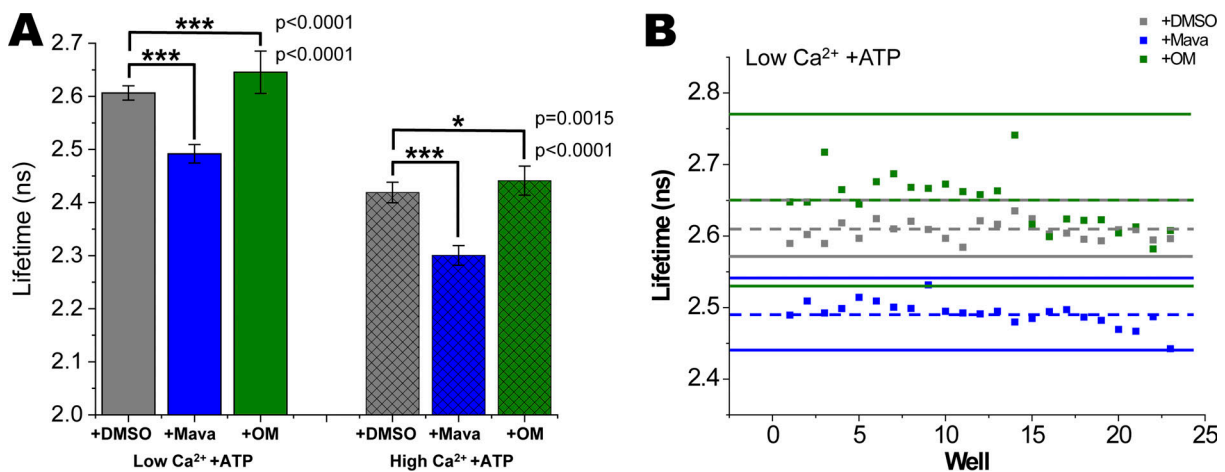 A
Lifetime (ns)
2.7
2.6
2.5
2.4
2.3
2.2
2.1
2.0
***
p<0.0001
***
p<0.0001
*
p=0.0015
***
p<0.0001
+DMSO +Mava +OM +DMSO +Mava +OM
Low Ca²⁺ +ATP High Ca²⁺ +ATP
B
Low Ca²⁺ +ATP
+DMSO
+Mava
+OM
Lifetime (ns)
2.8
2.7
2.6
2.5
2.4
0 5 10 15 20 25
Well